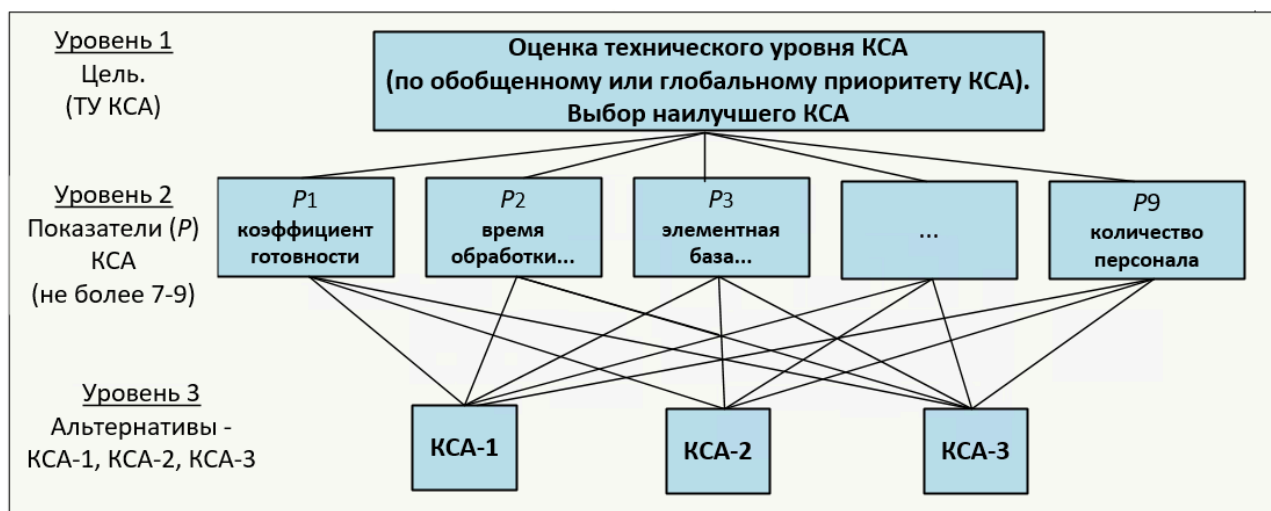 Уровень 1
Цель.
(ТУ КСА)
Оценка технического уровня КСА
(по обобщенному или глобальному приоритету КСА).
Выбор наилучшего КСА
Уровень 2
Показатели (P)
КСА
(не более 7-9)
P1
коэффициент
готовности
P2
время
обработки...
P3
элементная
база...
...
P9
количество
персонала
Уровень 3
Альтернативы -
КСА-1, КСА-2, КСА-3
КСА-1
КСА-2
КСА-3